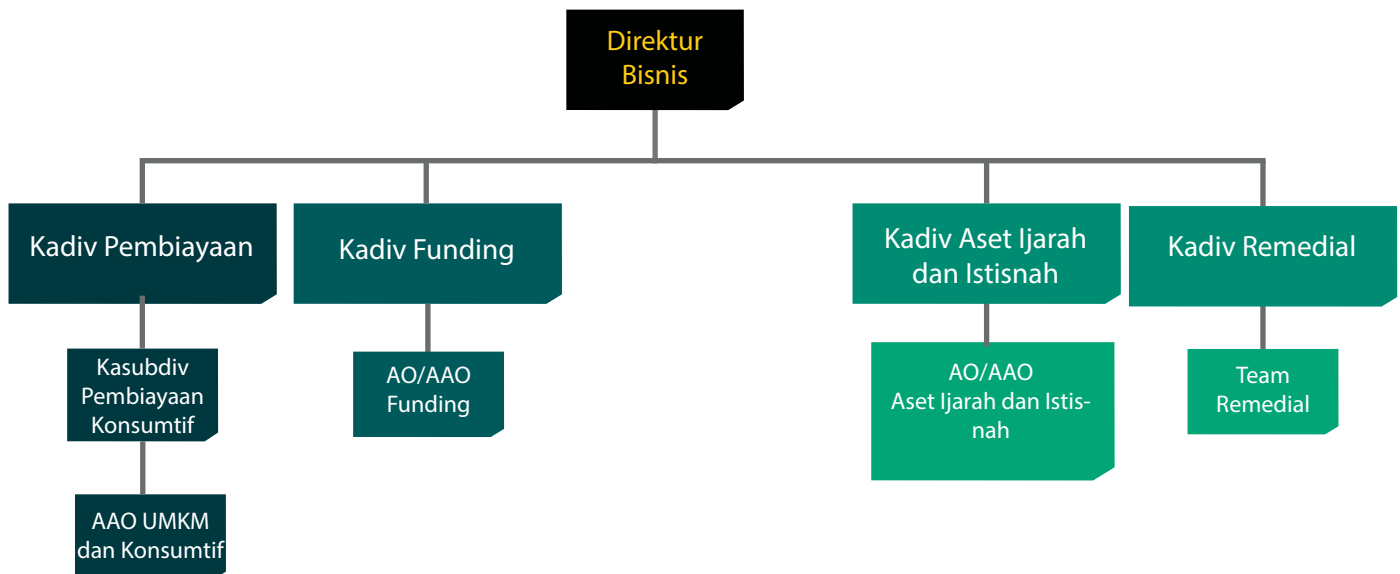 Direktur
Bisnis
Kadiv Pembiayaan
Kadiv Funding
Kadiv Aset Ijarah
dan Istisnah
Kadiv Remedial
Kasubdiv
Pembiayaan
Konsumtif
AO/AAO
Funding
AO/AAO
Aset Ijarah dan Istis-
nah
Team
Remedial
AAO UMKM
dan Konsumtif